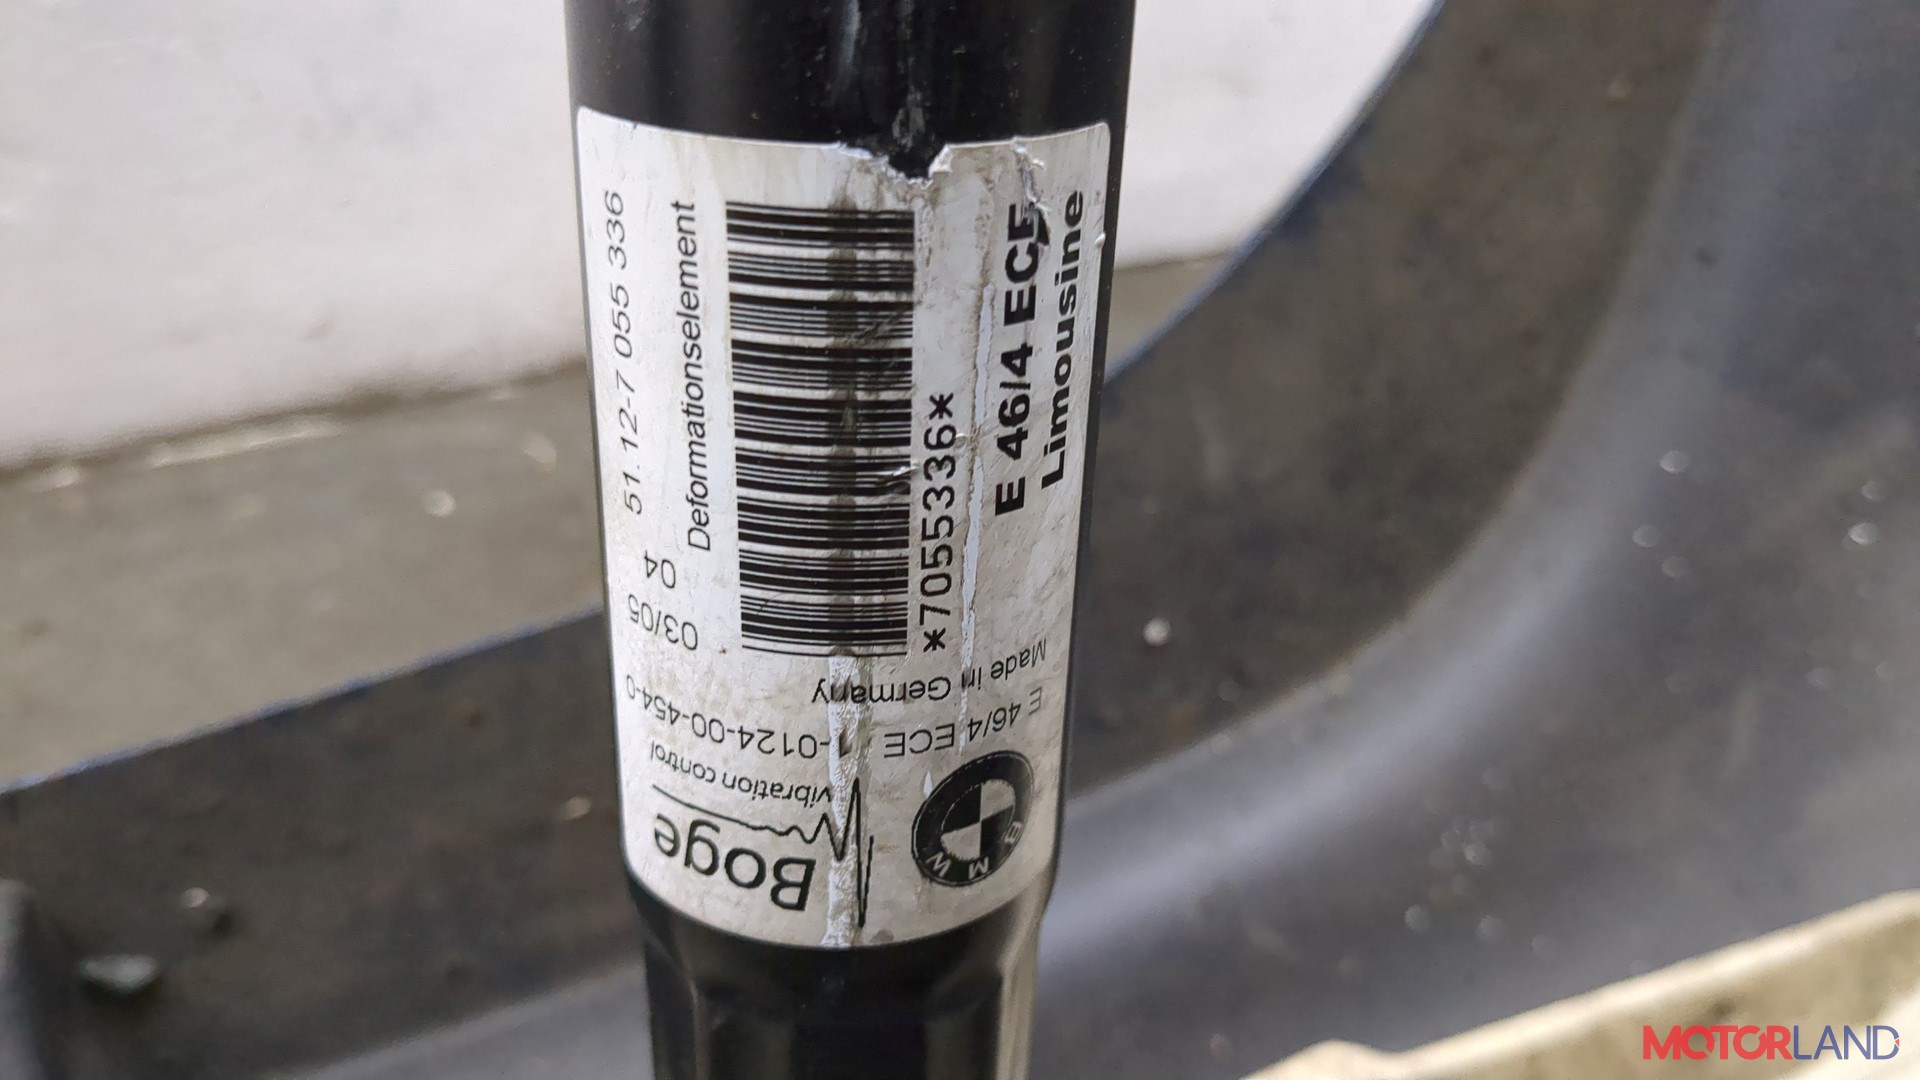 51.12-7 055 336
Deformationselement
*7055336*
E 46/4 ECE
Limousine
BMW
E 46/4 ECE
Made in Germany
Boge
vibration control
1-0124-00-454-0
03/05
04
MOTORLAND